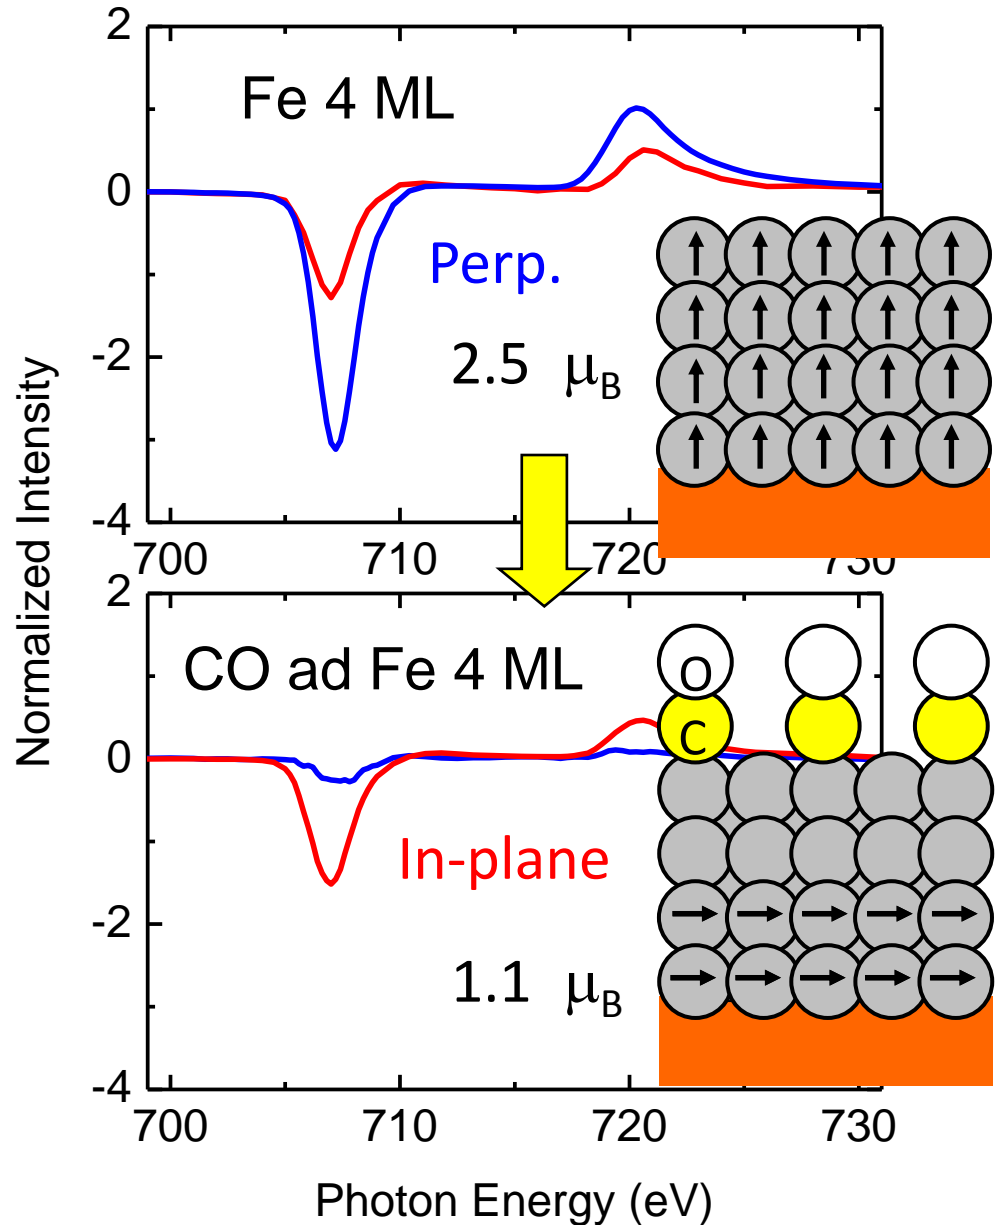 Normalized Intensity
2
0
-2
-4
Fe 4 ML
Perp.
2.5 μB
700 710 720 730
2
0
-2
-4
CO ad Fe 4 ML
O
C
In-plane
1.1 μB
700 710 720 730
Photon Energy (eV)